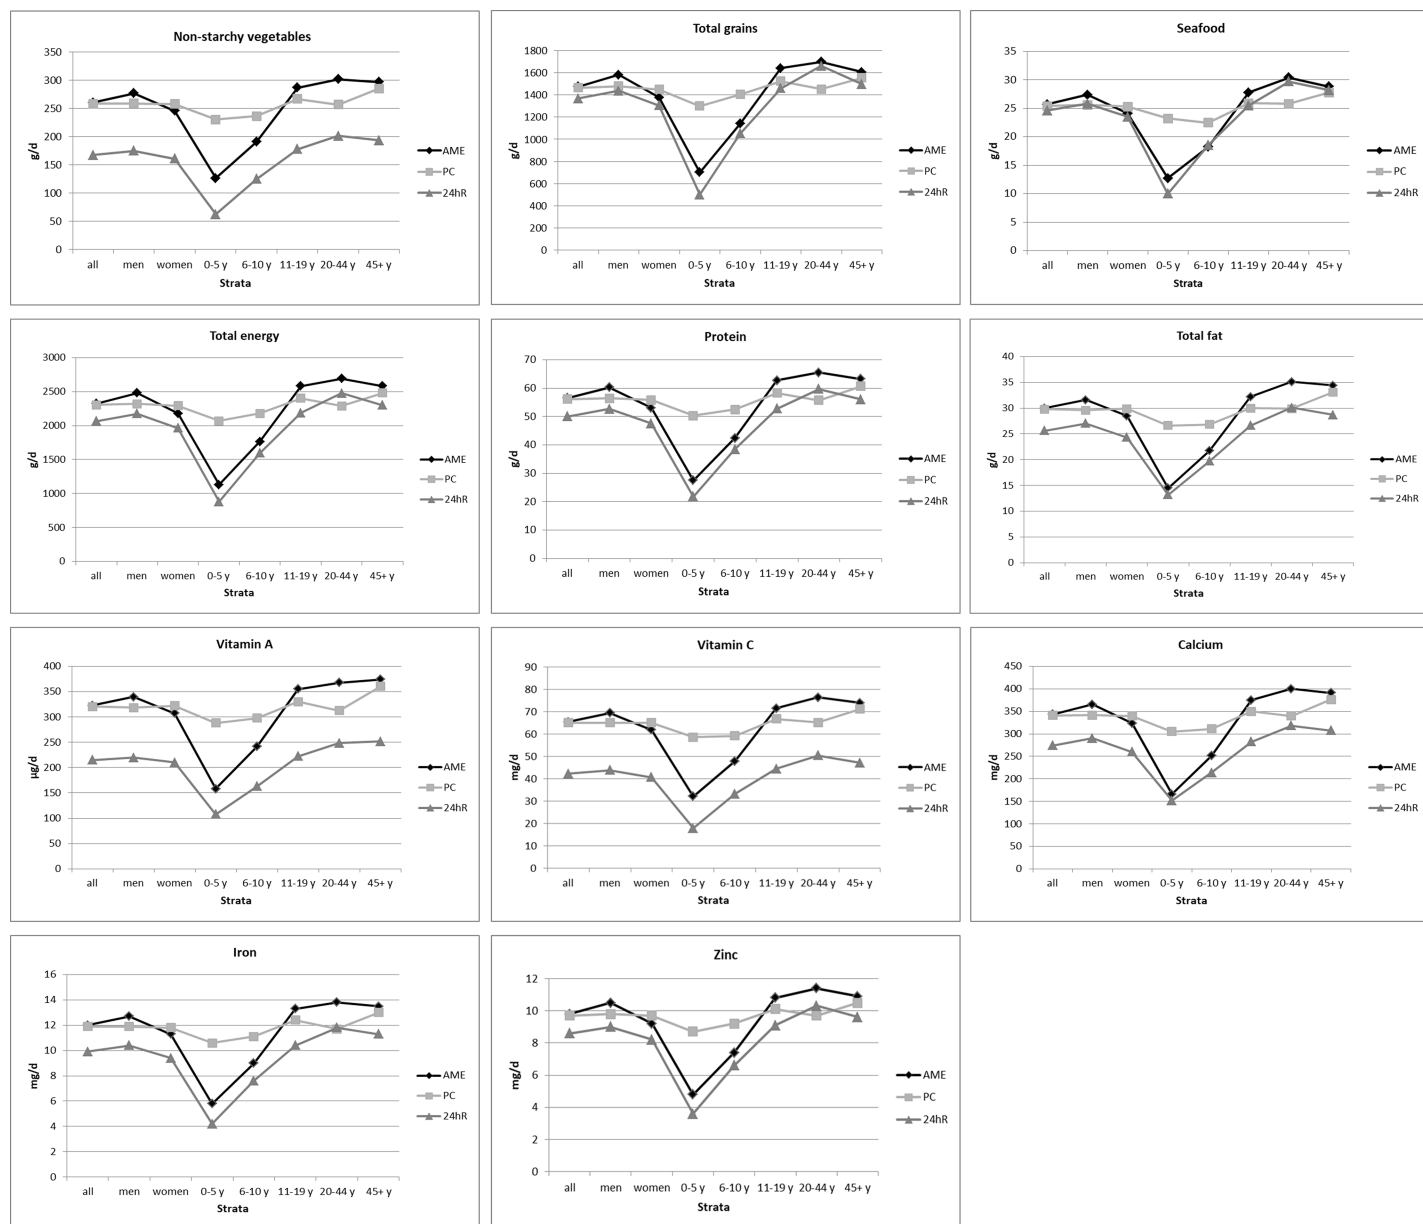 Non-starchy vegetables
350
300
250
200
150
100
50
0
g/d
all men women 0-5 y 6-10 y 11-19 y 20-44 y 45+ y
Strata
AME
PC
24hR
Total grains
1800
1600
1400
1200
1000
800
600
400
200
0
g/d
all men women 0-5 y 6-10 y 11-19 y 20-44 y 45+ y
Strata
AME
PC
24hR
Seafood
35
30
25
20
15
10
5
0
g/d
all men women 0-5 y 6-10 y 11-19 y 20-44 y 45+ y
Strata
AME
PC
24hR
Total energy
3000
2500
2000
1500
1000
500
0
g/d
all men women 0-5 y 6-10 y 11-19 y 20-44 y 45+ y
Strata
AME
PC
24hR
Protein
70
60
50
40
30
20
10
0
g/d
all men women 0-5 y 6-10 y 11-19 y 20-44 y 45+ y
Strata
AME
PC
24hR
Total fat
40
35
30
25
20
15
10
5
0
g/d
all men women 0-5 y 6-10 y 11-19 y 20-44 y 45+ y
Strata
AME
PC
24hR
Vitamin A
400
350
300
250
200
150
100
50
0
µg/d
all men women 0-5 y 6-10 y 11-19 y 20-44 y 45+ y
Strata
AME
PC
24hR
Vitamin C
90
80
70
60
50
40
30
20
10
0
mg/d
all men women 0-5 y 6-10 y 11-19 y 20-44 y 45+ y
Strata
AME
PC
24hR
Calcium
450
400
350
300
250
200
150
100
50
0
mg/d
all men women 0-5 y 6-10 y 11-19 y 20-44 y 45+ y
Strata
AME
PC
24hR
Iron
16
14
12
10
8
6
4
2
0
mg/d
all men women 0-5 y 6-10 y 11-19 y 20-44 y 45+ y
Strata
AME
PC
24hR
Zinc
12
10
8
6
4
2
0
mg/d
all men women 0-5 y 6-10 y 11-19 y 20-44 y 45+ y
Strata
AME
PC
24hR